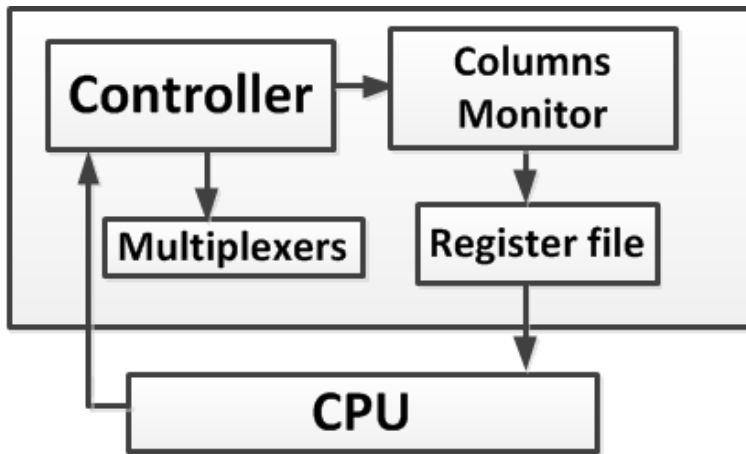 Controller
Columns
Monitor
Multiplexers
Register file
CPU